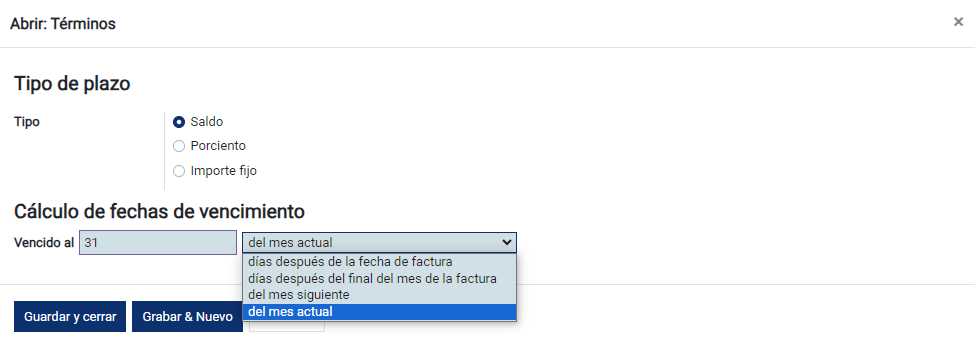 Abrir: Términos ×
Tipo de plazo
Tipo
Saldo
Porciento
Importe fijo
Cálculo de fechas de vencimiento
Vencido al 31 del mes actual
días después de la fecha de factura
días después del final del mes de la factura
del mes siguiente
del mes actual
Guardar y cerrar Grabar & Nuevo